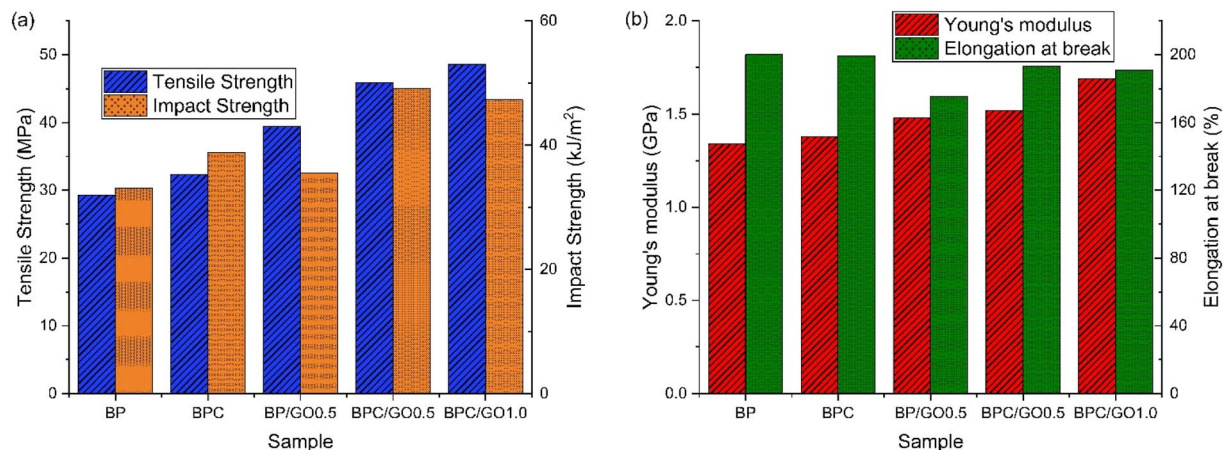 (a)
Tensile Strength (MPa)
50
40
30
20
10
0
Tensile Strength
Impact Strength
60
40
20
0
Impact Strength (kJ/m²)
BP BPC BP/GO0.5 BPC/GO0.5 BPC/GO1.0
Sample
(b)
Young's modulus (GPa)
2.0
1.5
1.0
0.5
0.0
Young's modulus
Elongation at break
200
160
120
80
40
0
Elongation at break (%)
BP BPC BP/GO0.5 BPC/GO0.5 BPC/GO1.0
Sample